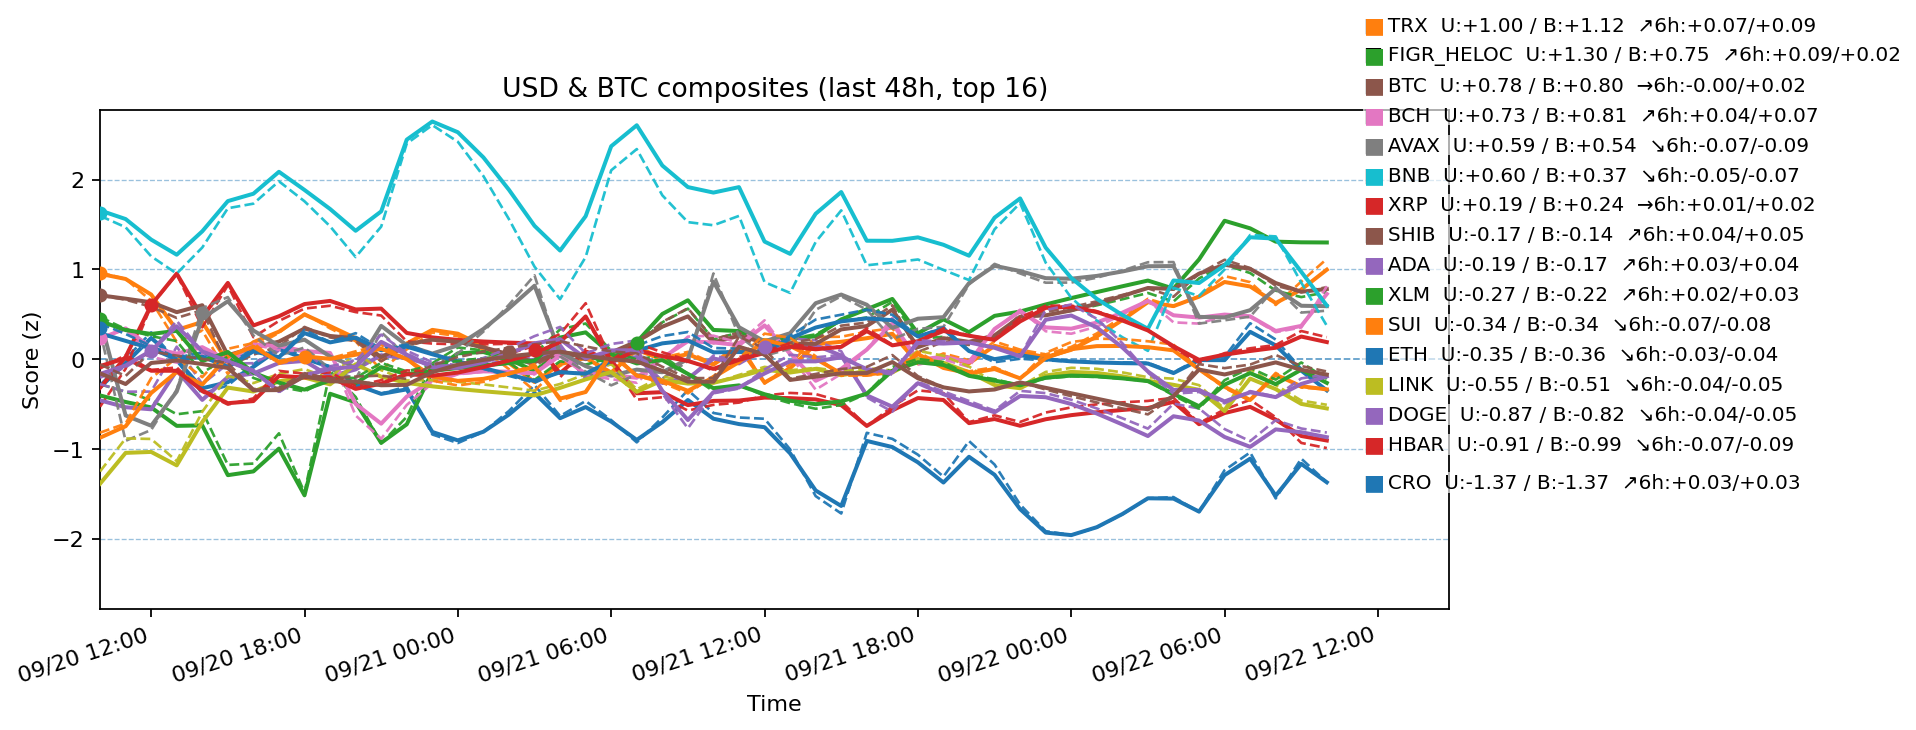 USD & BTC composites (last 48h, top 16)
TRX U:+1.00 / B:+1.12 ↗6h:+0.07/+0.09
FIGR_HELOC U:+1.30 / B:+0.75 ↗6h:+0.09/+0.02
BTC U:+0.78 / B:+0.80 →6h:-0.00/+0.02
BCH U:+0.73 / B:+0.81 ↗6h:+0.04/+0.07
AVAX U:+0.59 / B:+0.54 ↘6h:-0.07/-0.09
BNB U:+0.60 / B:+0.37 ↘6h:-0.05/-0.07
XRP U:+0.19 / B:+0.24 →6h:+0.01/+0.02
SHIB U:-0.17 / B:-0.14 ↗6h:+0.04/+0.05
ADA U:-0.19 / B:-0.17 ↗6h:+0.03/+0.04
XLM U:-0.27 / B:-0.22 ↗6h:+0.02/+0.03
SUI U:-0.34 / B:-0.34 ↘6h:-0.07/-0.08
ETH U:-0.35 / B:-0.36 ↘6h:-0.03/-0.04
LINK U:-0.55 / B:-0.51 ↘6h:-0.04/-0.05
DOGE U:-0.87 / B:-0.82 ↘6h:-0.04/-0.05
HBAR U:-0.91 / B:-0.99 ↘6h:-0.07/-0.09
CRO U:-1.37 / B:-1.37 ↗6h:+0.03/+0.03
Score (z)
2
1
0
−1
−2
09/20 12:00
09/20 18:00
09/21 00:00
09/21 06:00
09/21 12:00
09/21 18:00
09/22 00:00
09/22 06:00
09/22 12:00
Time